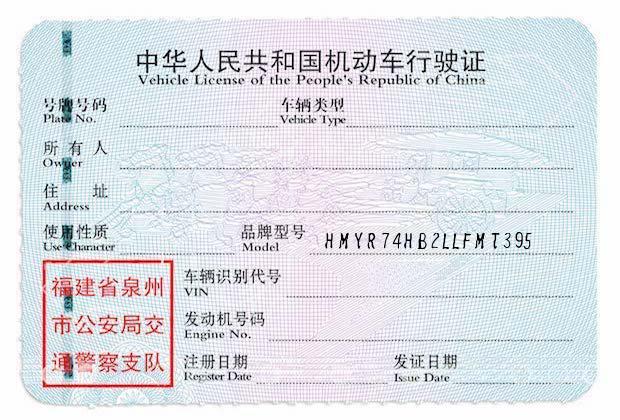 中华人民共和国机动车行驶证
Vehicle License of the People's Republic of China
号牌号码 车辆类型
Plate No. Vehicle Type
所有人
Owner
住址
Address
使用性质 品牌型号 HMYR74HB2LLFMT395
Use Character Model
车辆识别代号
VIN
发动机号码
Engine No.
注册日期 发证日期
Register Date Issue Date
福建省泉州
市公安局交
通警察支队